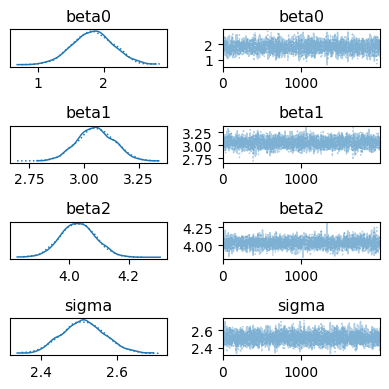 beta0 beta0
2
1
1 2 0 1000
beta1 beta1
3.25
3.00
2.75
2.75 3.00 3.25 0 1000
beta2 beta2
4.25
4.00
4.0 4.2 0 1000
sigma sigma
2.6
2.4
2.4 2.6 0 1000